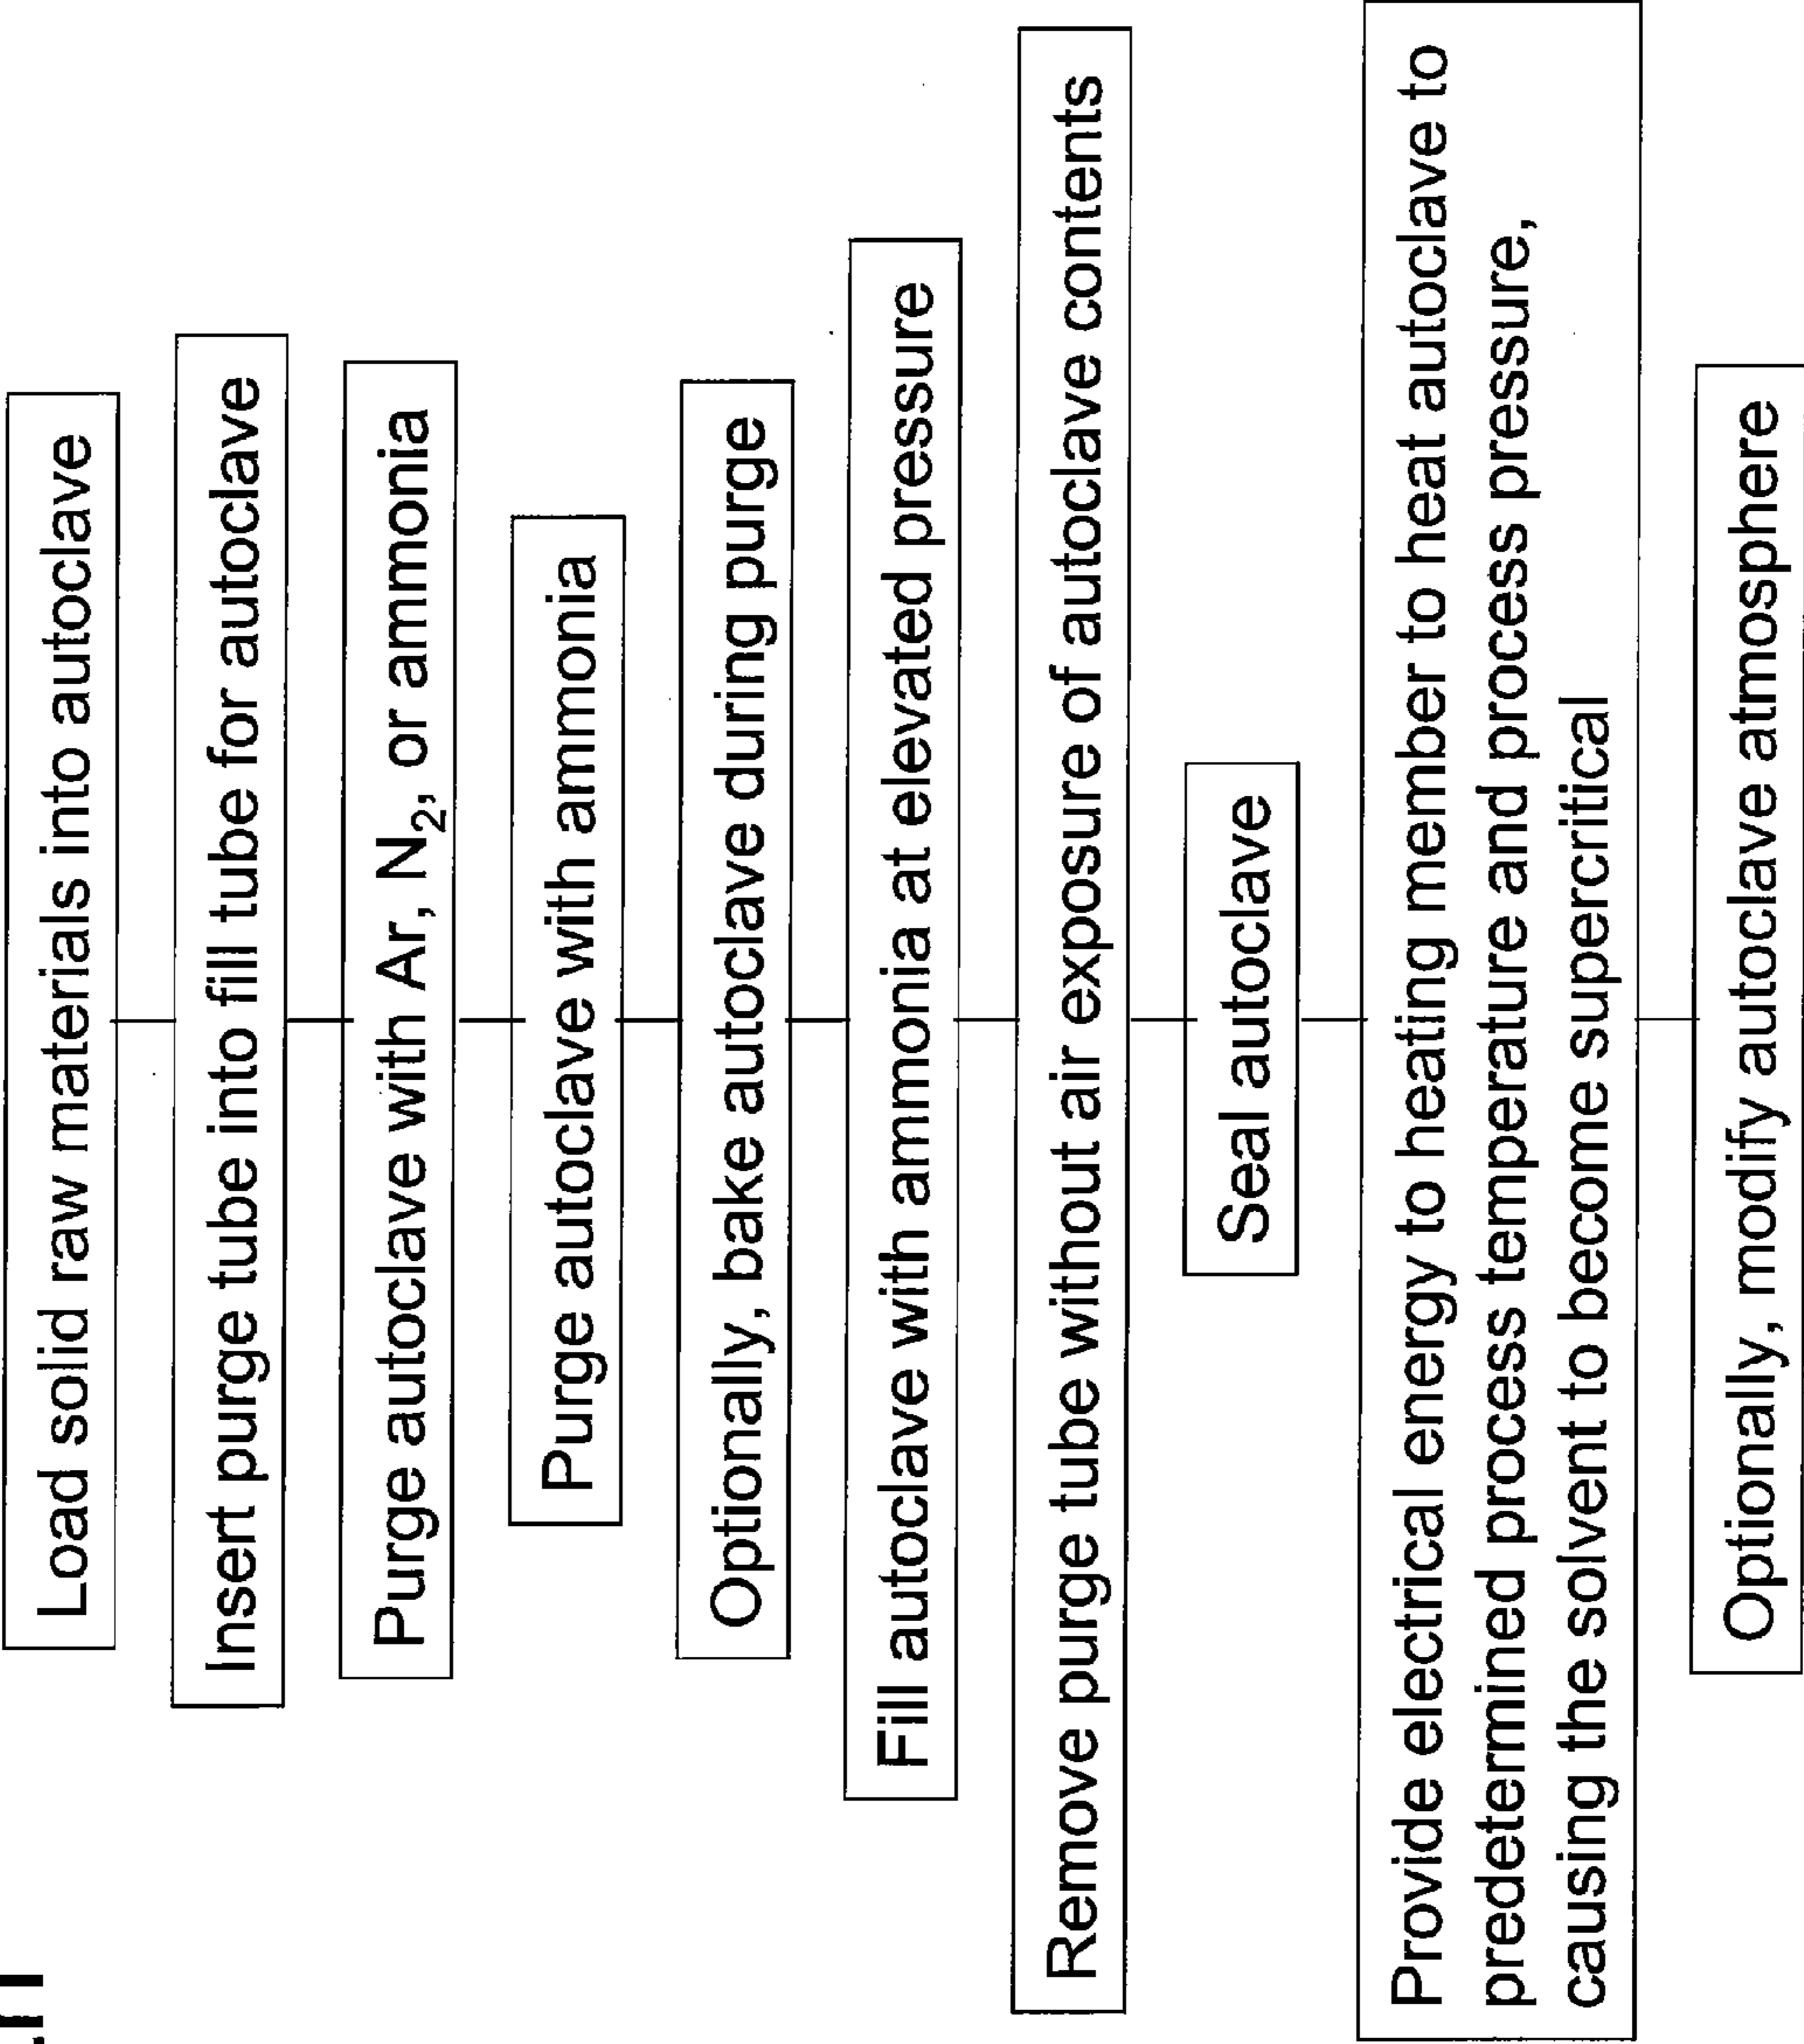 Load solid raw materials into autoclave
Insert purge tube into fill tube for autoclave
Purge autoclave with Ar, N₂, or ammonia
Purge autoclave with ammonia
Optionally, bake autoclave during purge
Fill autoclave with ammonia at elevated pressure
Remove purge tube without air exposure of autoclave contents
Seal autoclave
Provide electrical energy to heating member to heat autoclave to
predetermined process temperature and process pressure,
causing the solvent to become supercritical
Optionally, modify autoclave atmosphere